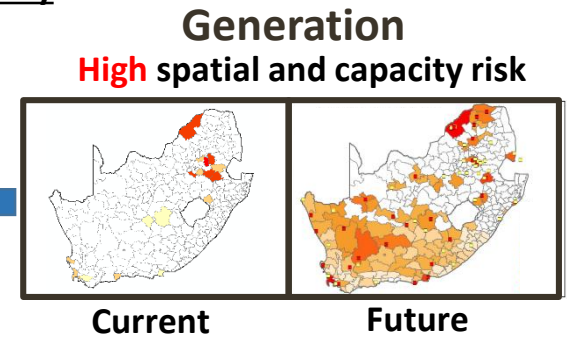 Generation
High spatial and capacity risk
Current
Future